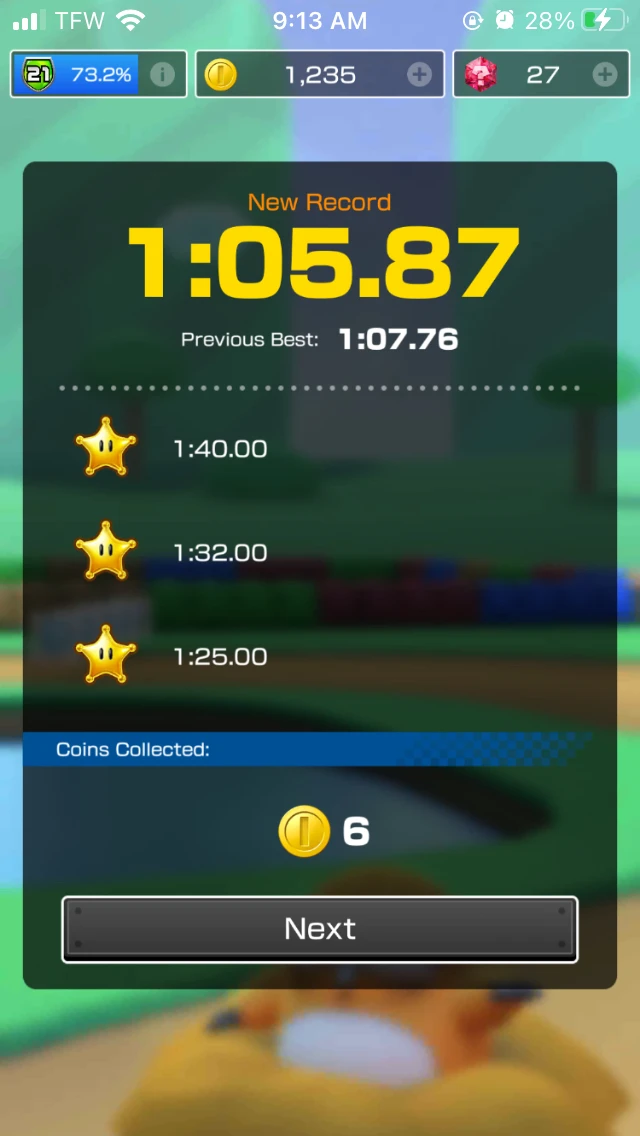 TFW 9:13 AM 28%
21 73.2% i 1,235 + 27 +
New Record
1:05.87
Previous Best: 1:07.76
1:40.00
1:32.00
1:25.00
Coins Collected:
6
Next